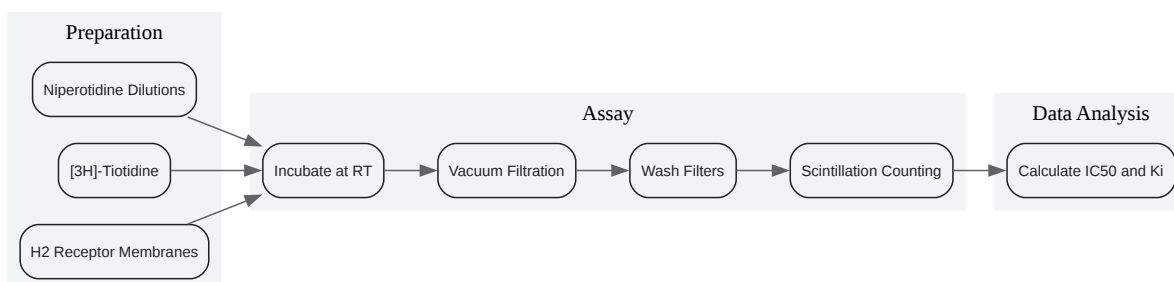 Preparation
Niperotidine Dilutions
[3H]-Tiotidine
H2 Receptor Membranes
Assay
Incubate at RT
Vacuum Filtration
Wash Filters
Scintillation Counting
Data Analysis
Calculate IC50 and Ki